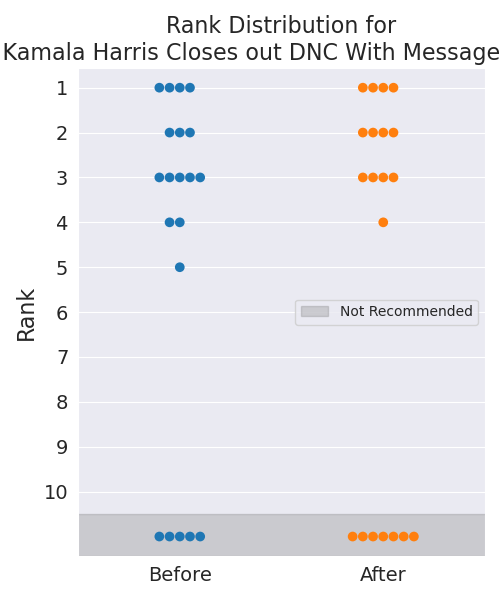 Rank Distribution for
Kamala Harris Closes out DNC With Message
1
2
3
4
5
6
7
8
9
10
Rank
Not Recommended
Before
After